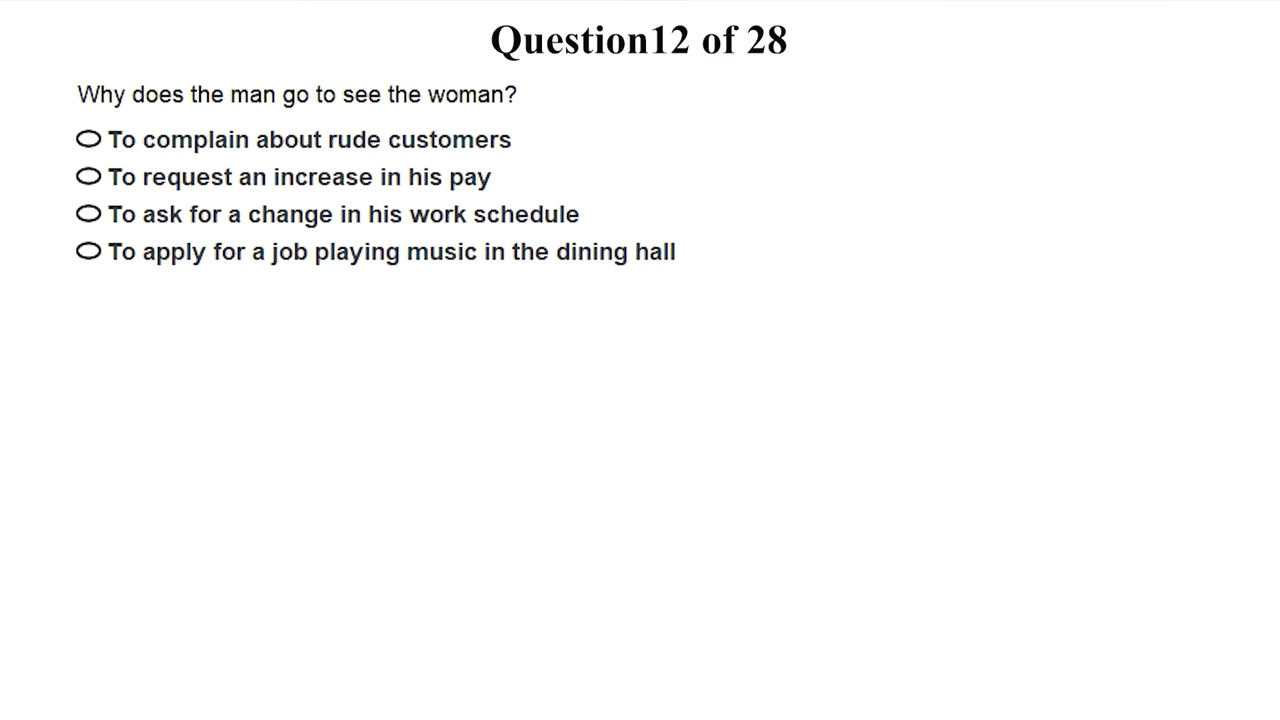 Question12 of 28
Why does the man go to see the woman?
To complain about rude customers
To request an increase in his pay
To ask for a change in his work schedule
To apply for a job playing music in the dining hall